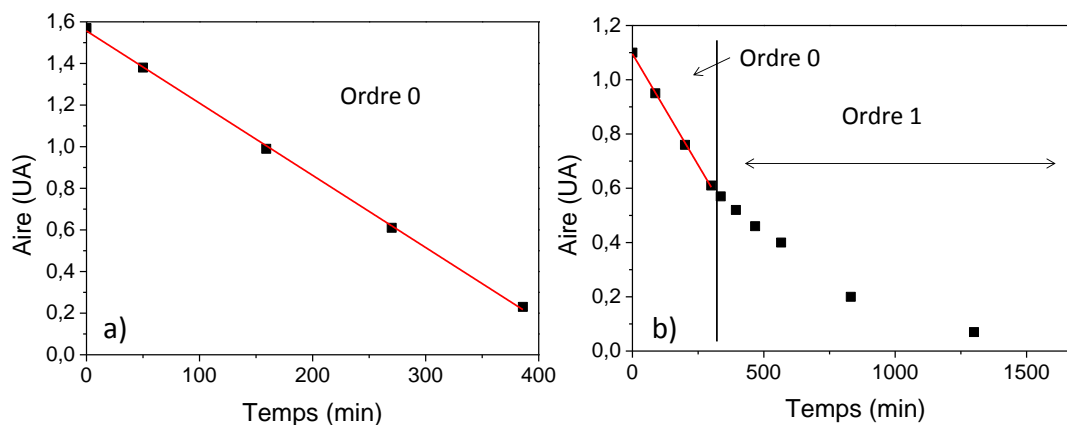 1,6
1,4
1,2
1,0
0,8
0,6
0,4
0,2
0,0
Aire (UA)
Ordre 0
a)
0 100 200 300 400
Temps (min)
1,2
1,0
0,8
0,6
0,4
0,2
0,0
Aire (UA)
Ordre 0
Ordre 1
b)
0 500 1000 1500
Temps (min)